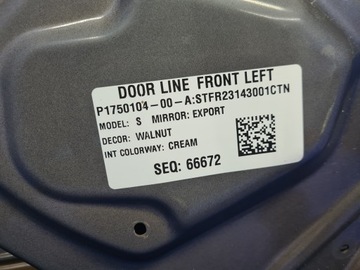 DOOR LINE FRONT LEFT
P1750104-00-A:STFR23143001CTN
MODEL: S MIRROR: EXPORT
DECOR: WALNUT
INT COLORWAY: CREAM
SEQ: 66672